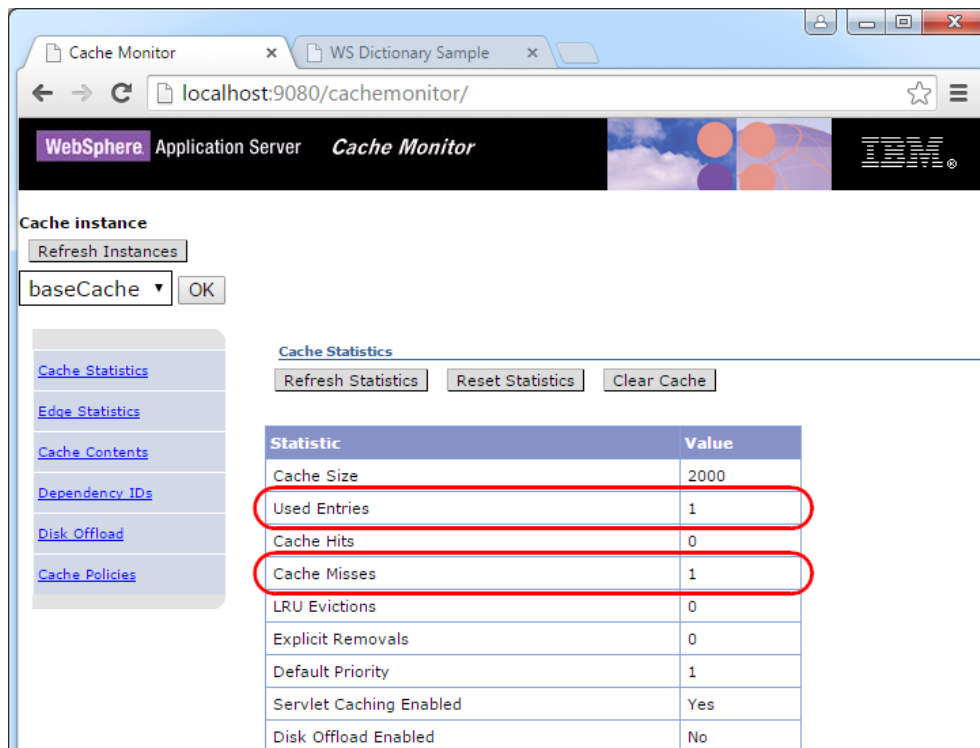 Cache Monitor
WS Dictionary Sample
localhost:9080/cachemonitor/
WebSphere. Application Server Cache Monitor
IBM®
Cache instance
Refresh Instances
baseCache OK
Cache Statistics
Edge Statistics
Cache Contents
Dependency IDs
Disk Offload
Cache Policies
Cache Statistics
Refresh Statistics Reset Statistics Clear Cache
Statistic Value
Cache Size 2000
Used Entries 1
Cache Hits 0
Cache Misses 1
LRU Evictions 0
Explicit Removals 0
Default Priority 1
Servlet Caching Enabled Yes
Disk Offload Enabled No